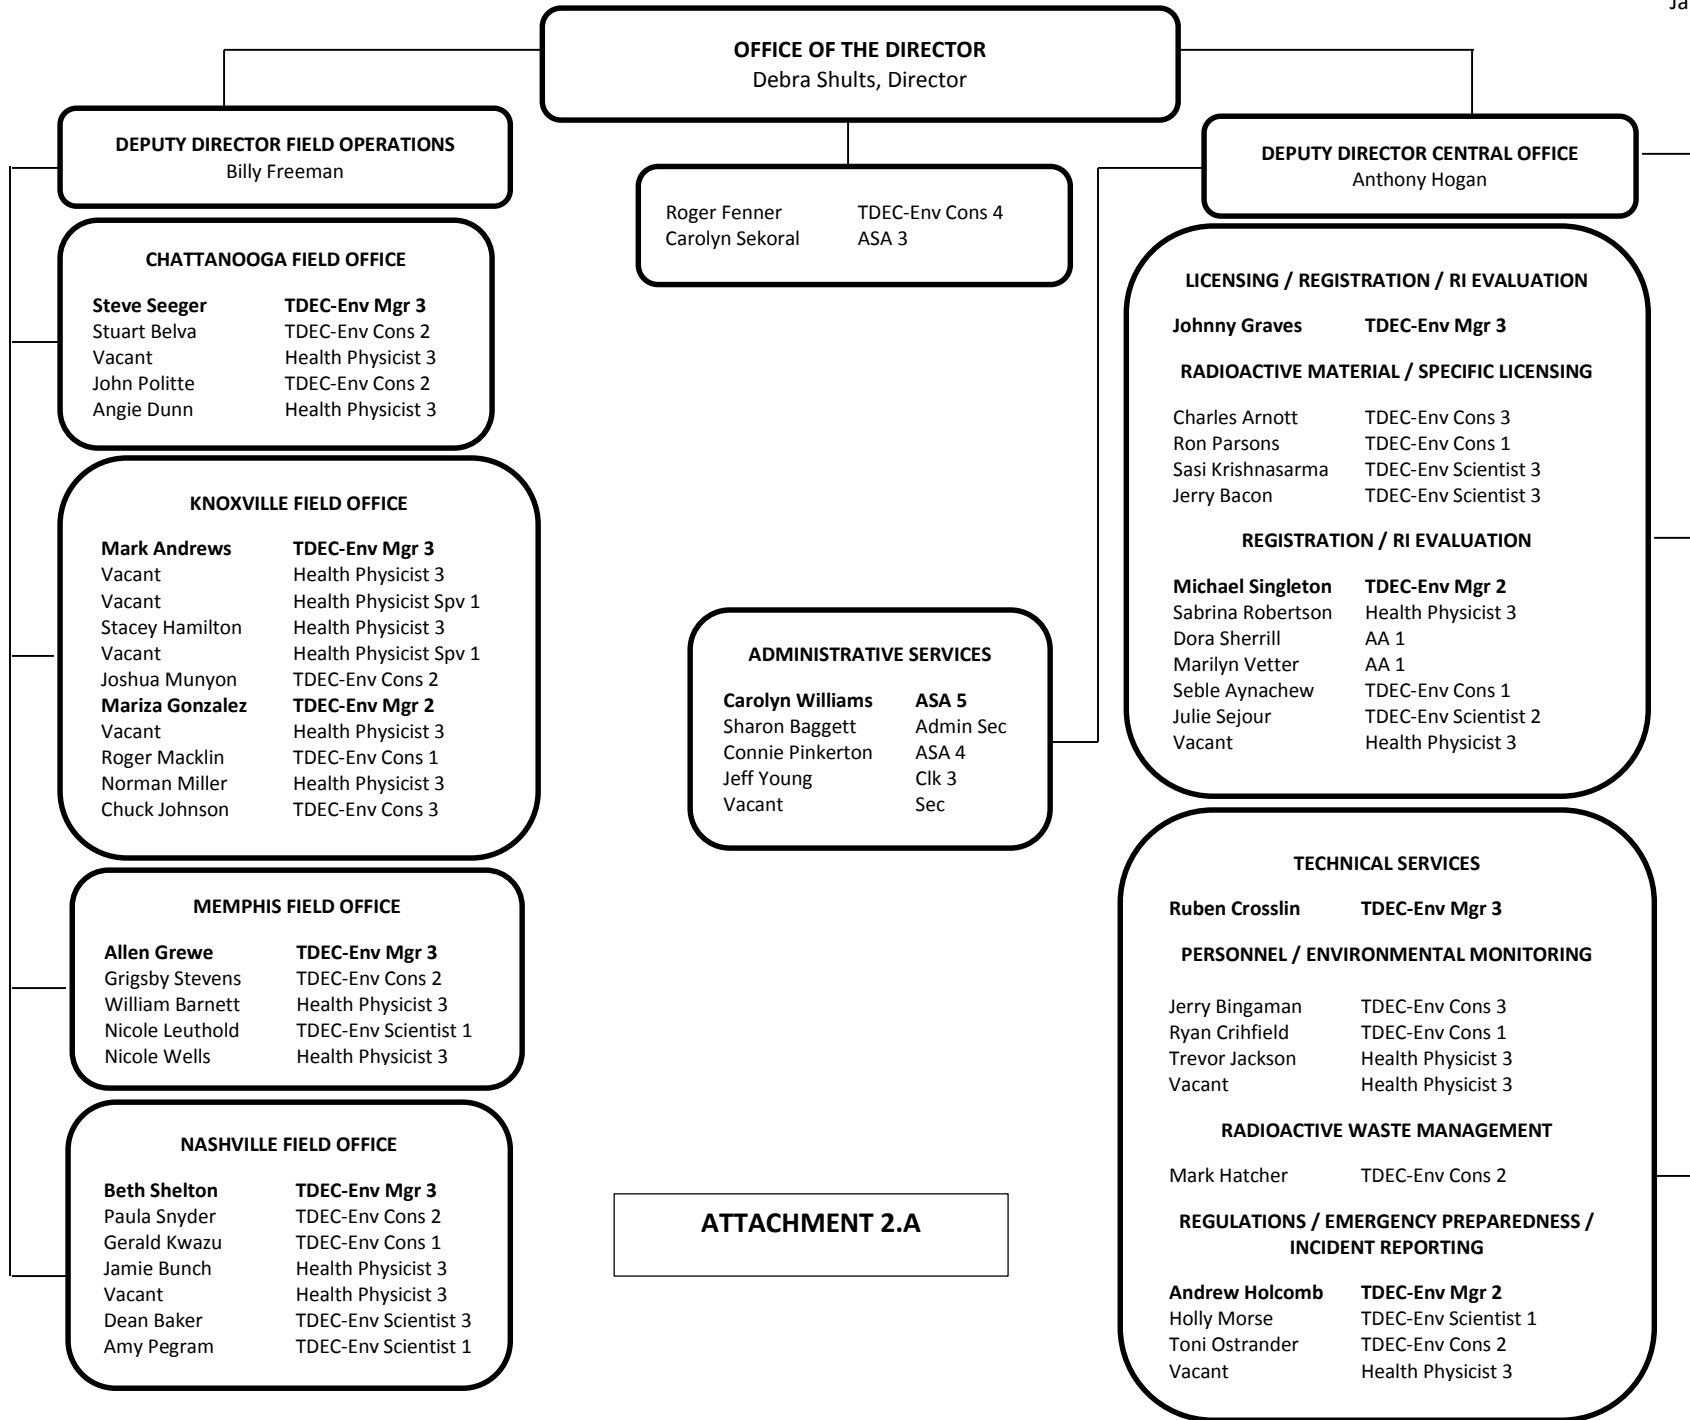 Ja
OFFICE OF THE DIRECTOR
Debra Shults, Director
DEPUTY DIRECTOR FIELD OPERATIONS
Billy Freeman
CHATTANOOGA FIELD OFFICE
Steve Seeger TDEC-Env Mgr 3
Stuart Belva TDEC-Env Cons 2
Vacant Health Physicist 3
John Politte TDEC-Env Cons 2
Angie Dunn Health Physicist 3
KNOXVILLE FIELD OFFICE
Mark Andrews TDEC-Env Mgr 3
Vacant Health Physicist 3
Vacant Health Physicist Spv 1
Stacey Hamilton Health Physicist 3
Vacant Health Physicist Spv 1
Joshua Munyon TDEC-Env Cons 2
Mariza Gonzalez TDEC-Env Mgr 2
Vacant Health Physicist 3
Roger Macklin TDEC-Env Cons 1
Norman Miller Health Physicist 3
Chuck Johnson TDEC-Env Cons 3
MEMPHIS FIELD OFFICE
Allen Grewe TDEC-Env Mgr 3
Grigsby Stevens TDEC-Env Cons 2
William Barnett Health Physicist 3
Nicole Leuthold TDEC-Env Scientist 1
Nicole Wells Health Physicist 3
NASHVILLE FIELD OFFICE
Beth Shelton TDEC-Env Mgr 3
Paula Snyder TDEC-Env Cons 2
Gerald Kwazu TDEC-Env Cons 1
Jamie Bunch Health Physicist 3
Vacant Health Physicist 3
Dean Baker TDEC-Env Scientist 3
Amy Pegram TDEC-Env Scientist 1
Roger Fenner TDEC-Env Cons 4
Carolyn Sekoral ASA 3
ADMINISTRATIVE SERVICES
Carolyn Williams ASA 5
Sharon Baggett Admin Sec
Connie Pinkerton ASA 4
Jeff Young Clk 3
Vacant Sec
ATTACHMENT 2.A
DEPUTY DIRECTOR CENTRAL OFFICE
Anthony Hogan
LICENSING / REGISTRATION / RI EVALUATION
Johnny Graves TDEC-Env Mgr 3
RADIOACTIVE MATERIAL / SPECIFIC LICENSING
Charles Arnott TDEC-Env Cons 3
Ron Parsons TDEC-Env Cons 1
Sasi Krishnasarma TDEC-Env Scientist 3
Jerry Bacon TDEC-Env Scientist 3
REGISTRATION / RI EVALUATION
Michael Singleton TDEC-Env Mgr 2
Sabrina Robertson Health Physicist 3
Dora Sherrill AA 1
Marilyn Vetter AA 1
Seble Aynachew TDEC-Env Cons 1
Julie Sejour TDEC-Env Scientist 2
Vacant Health Physicist 3
TECHNICAL SERVICES
Ruben Crosslin TDEC-Env Mgr 3
PERSONNEL / ENVIRONMENTAL MONITORING
Jerry Bingaman TDEC-Env Cons 3
Ryan Crihfield TDEC-Env Cons 1
Trevor Jackson Health Physicist 3
Vacant Health Physicist 3
RADIOACTIVE WASTE MANAGEMENT
Mark Hatcher TDEC-Env Cons 2
REGULATIONS / EMERGENCY PREPAREDNESS /
INCIDENT REPORTING
Andrew Holcomb TDEC-Env Mgr 2
Holly Morse TDEC-Env Scientist 1
Toni Ostrander TDEC-Env Cons 2
Vacant Health Physicist 3